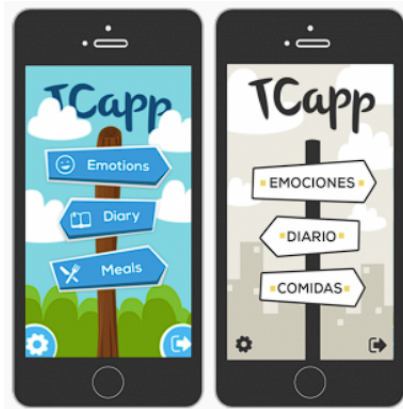 TCapp
Emotions
Diary
Meals
TCapp
EMOCIONES
DIARIO
COMIDAS